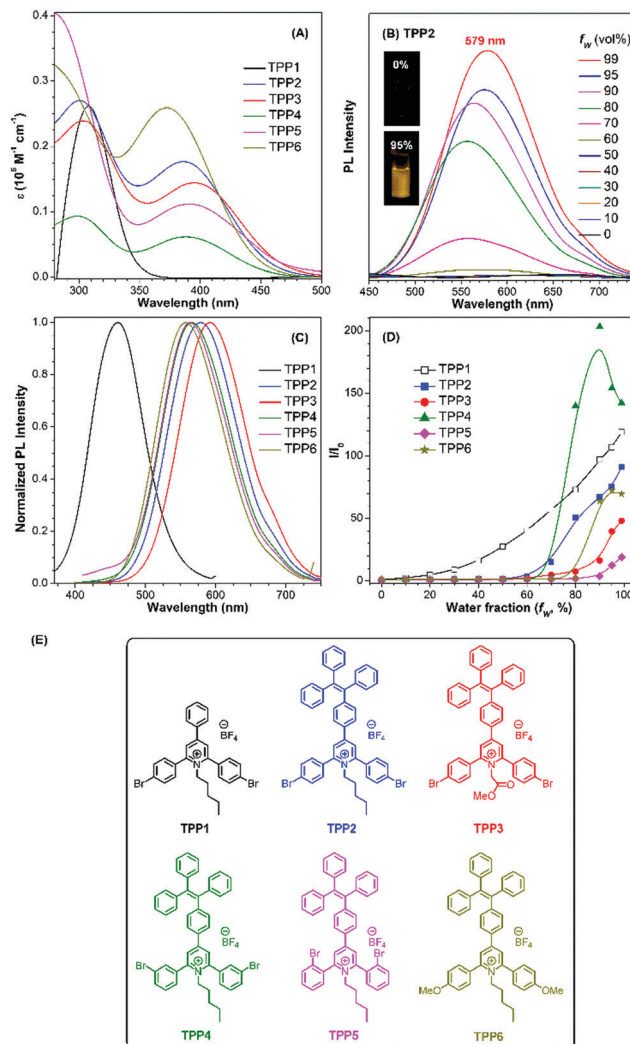 (A)
TPP1
TPP2
TPP3
TPP4
TPP5
TPP6
0.4
0.3
0.2
0.1
0.0
300 350 400 450 500
Wavelength (nm)
ε (10⁵ M⁻¹ cm⁻¹)
(B) TPP2
579 nm
0%
95%
f_w (vol%)
99
95
90
80
70
60
50
40
30
20
10
0
450 500 550 600 650 700
Wavelength (nm)
PL Intensity
(C)
TPP1
TPP2
TPP3
TPP4
TPP5
TPP6
1.0
0.8
0.6
0.4
0.2
0.0
400 450 500 550 600 650 700
Wavelength (nm)
Normalized PL Intensity
(D)
TPP1
TPP2
TPP3
TPP4
TPP5
TPP6
200
150
100
50
0
0 20 40 60 80 100
Water fraction (f_w, %)
I/I₀
(E)
⊖
BF₄
Br ⊕ N Br
TPP1
⊖
BF₄
Br ⊕ N Br
TPP2
⊖
BF₄
Br ⊕ N Br
MeO O
TPP3
⊖
BF₄
Br ⊕ N Br
TPP4
⊖
BF₄
Br ⊕ N Br
TPP5
⊖
BF₄
MeO ⊕ N OMe
TPP6